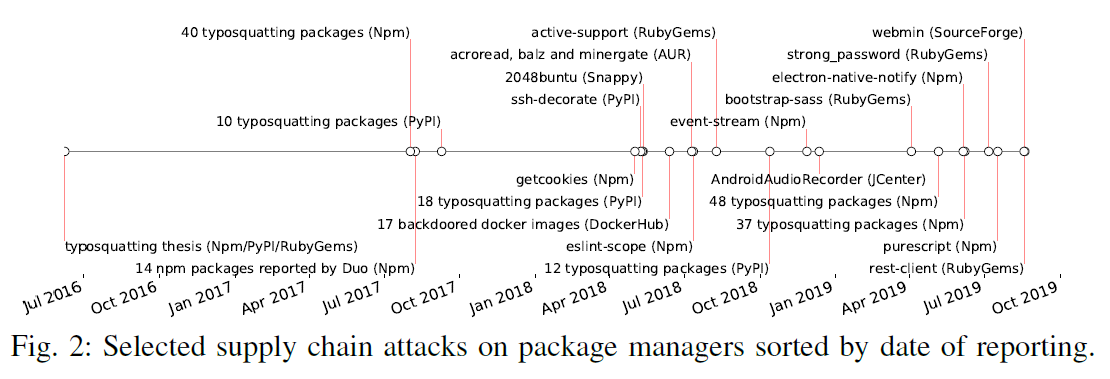 40 typosquatting packages (Npm)
active-support (RubyGems)
webmin (SourceForge)
acroread, balz and minergate (AUR)
strong_password (RubyGems)
2048buntu (Snappy)
electron-native-notify (Npm)
ssh-decorate (PyPI)
bootstrap-sass (RubyGems)
10 typosquatting packages (PyPI)
event-stream (Npm)
getcookies (Npm)
AndroidAudioRecorder (JCenter)
18 typosquatting packages (PyPI)
48 typosquatting packages (Npm)
17 backdoored docker images (DockerHub)
37 typosquatting packages (Npm)
typosquatting thesis (Npm/PyPI/RubyGems)
eslint-scope (Npm)
purescript (Npm)
14 npm packages reported by Duo (Npm)
12 typosquatting packages (PyPI)
rest-client (RubyGems)
Jul 2016
Oct 2016
Jan 2017
Apr 2017
Jul 2017
Oct 2017
Jan 2018
Apr 2018
Jul 2018
Oct 2018
Jan 2019
Apr 2019
Jul 2019
Oct 2019
Fig. 2: Selected supply chain attacks on package managers sorted by date of reporting.